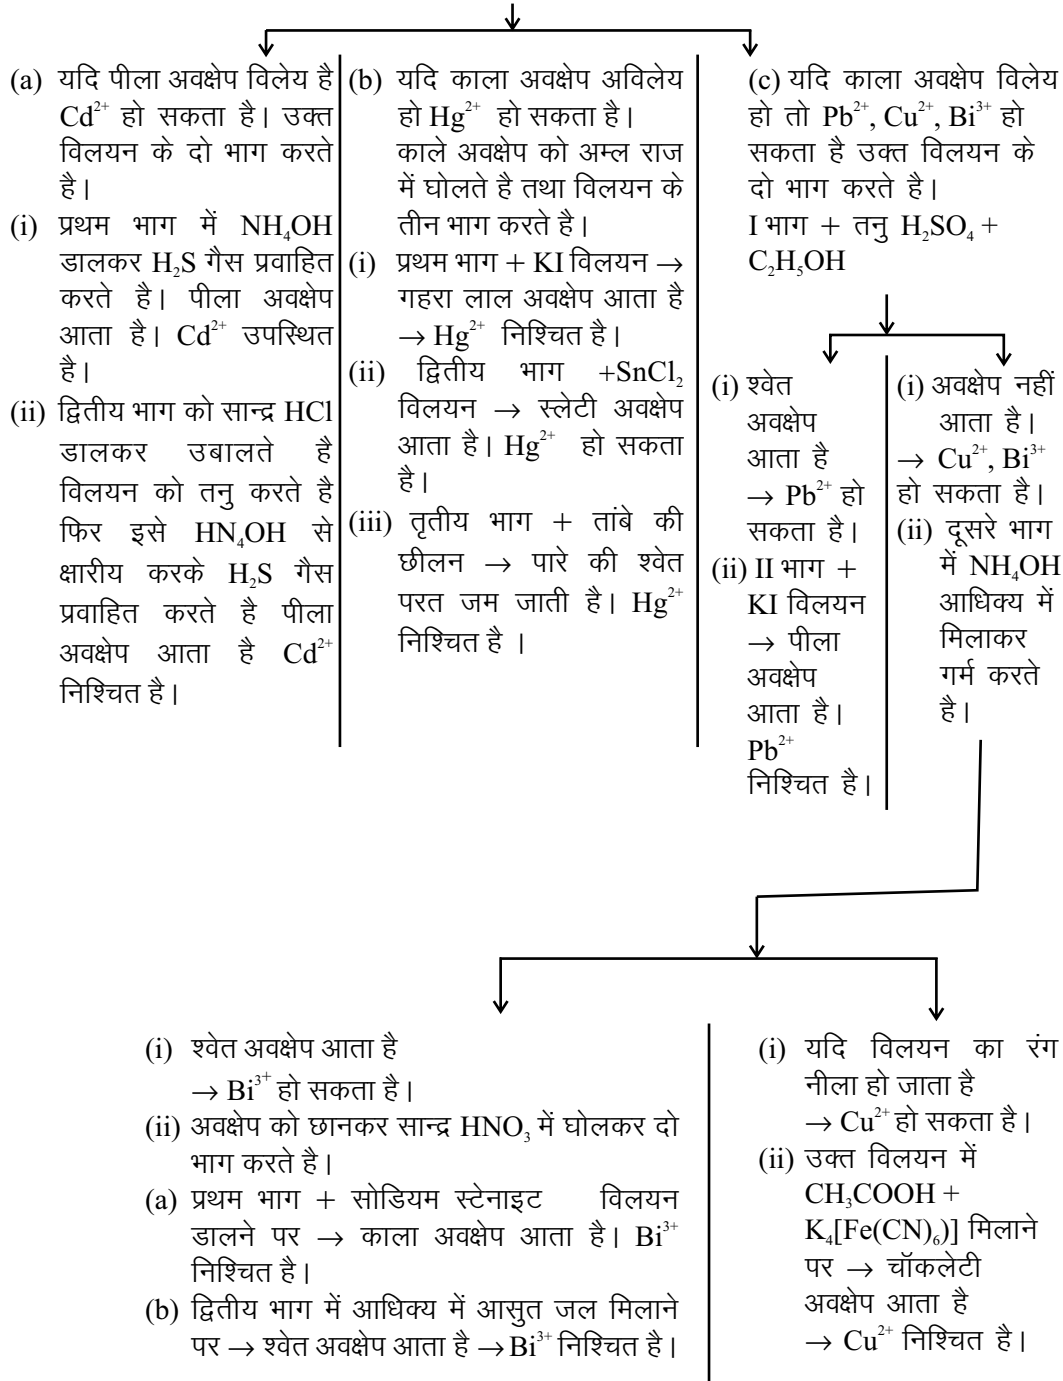 (a) यदि पीला अवक्षेप विलेय है
Cd²⁺ हो सकता है। उक्त
विलयन के दो भाग करते
है।
(i) प्रथम भाग में NH₄OH
डालकर H₂S गैस प्रवाहित
करते है। पीला अवक्षेप
आता है। Cd²⁺ उपस्थित
है।
(ii) द्वितीय भाग को सान्द्र HCl
डालकर उबालते है
विलयन को तनु करते है
फिर इसे HN₄OH से
क्षारीय करके H₂S गैस
प्रवाहित करते है पीला
अवक्षेप आता है Cd²⁺
निश्चित है।
(b) यदि काला अवक्षेप अविलेय
हो Hg²⁺ हो सकता है।
काले अवक्षेप को अम्ल राज
में घोलते है तथा विलयन के
तीन भाग करते है।
(i) प्रथम भाग + KI विलयन →
गहरा लाल अवक्षेप आता है
→ Hg²⁺ निश्चित है।
(ii) द्वितीय भाग +SnCl₂
विलयन → स्लेटी अवक्षेप
आता है। Hg²⁺ हो सकता
है।
(iii) तृतीय भाग + तांबे की
छीलन → पारे की श्वेत
परत जम जाती है। Hg²⁺
निश्चित है ।
(c) यदि काला अवक्षेप विलेय
हो तो Pb²⁺, Cu²⁺, Bi³⁺ हो
सकता है उक्त विलयन के
दो भाग करते है।
I भाग + तनु H₂SO₄ +
C₂H₅OH
(i) श्वेत
अवक्षेप
आता है
→ Pb²⁺ हो
सकता है।
(ii) II भाग +
KI विलयन
→ पीला
अवक्षेप
आता है।
Pb²⁺
निश्चित है।
(i) अवक्षेप नहीं
आता है।
→ Cu²⁺, Bi³⁺
हो सकता है।
(ii) दूसरे भाग
में NH₄OH
आधिक्य में
मिलाकर
गर्म करते
है।
(i) श्वेत अवक्षेप आता है
→ Bi³⁺ हो सकता है।
(ii) अवक्षेप को छानकर सान्द्र HNO₃ में घोलकर दो
भाग करते है।
(a) प्रथम भाग + सोडियम स्टेनाइट विलयन
डालने पर → काला अवक्षेप आता है। Bi³⁺
निश्चित है।
(b) द्वितीय भाग में आधिक्य में आसुत जल मिलाने
पर → श्वेत अवक्षेप आता है → Bi³⁺ निश्चित है।
(i) यदि विलयन का रंग
नीला हो जाता है
→ Cu²⁺ हो सकता है।
(ii) उक्त विलयन में
CH₃COOH +
K₄[Fe(CN)₆)] मिलाने
पर → चॉकलेटी
अवक्षेप आता है
→ Cu²⁺ निश्चित है।